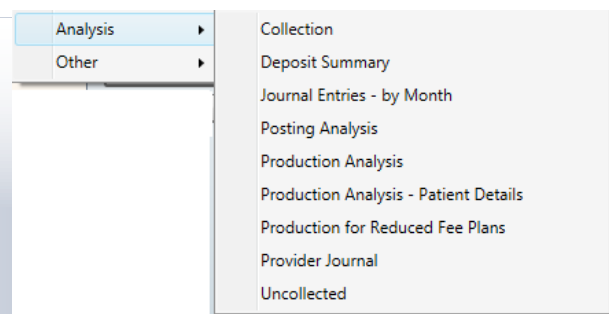 Analysis
Other
Collection
Deposit Summary
Journal Entries - by Month
Posting Analysis
Production Analysis
Production Analysis - Patient Details
Production for Reduced Fee Plans
Provider Journal
Uncollected